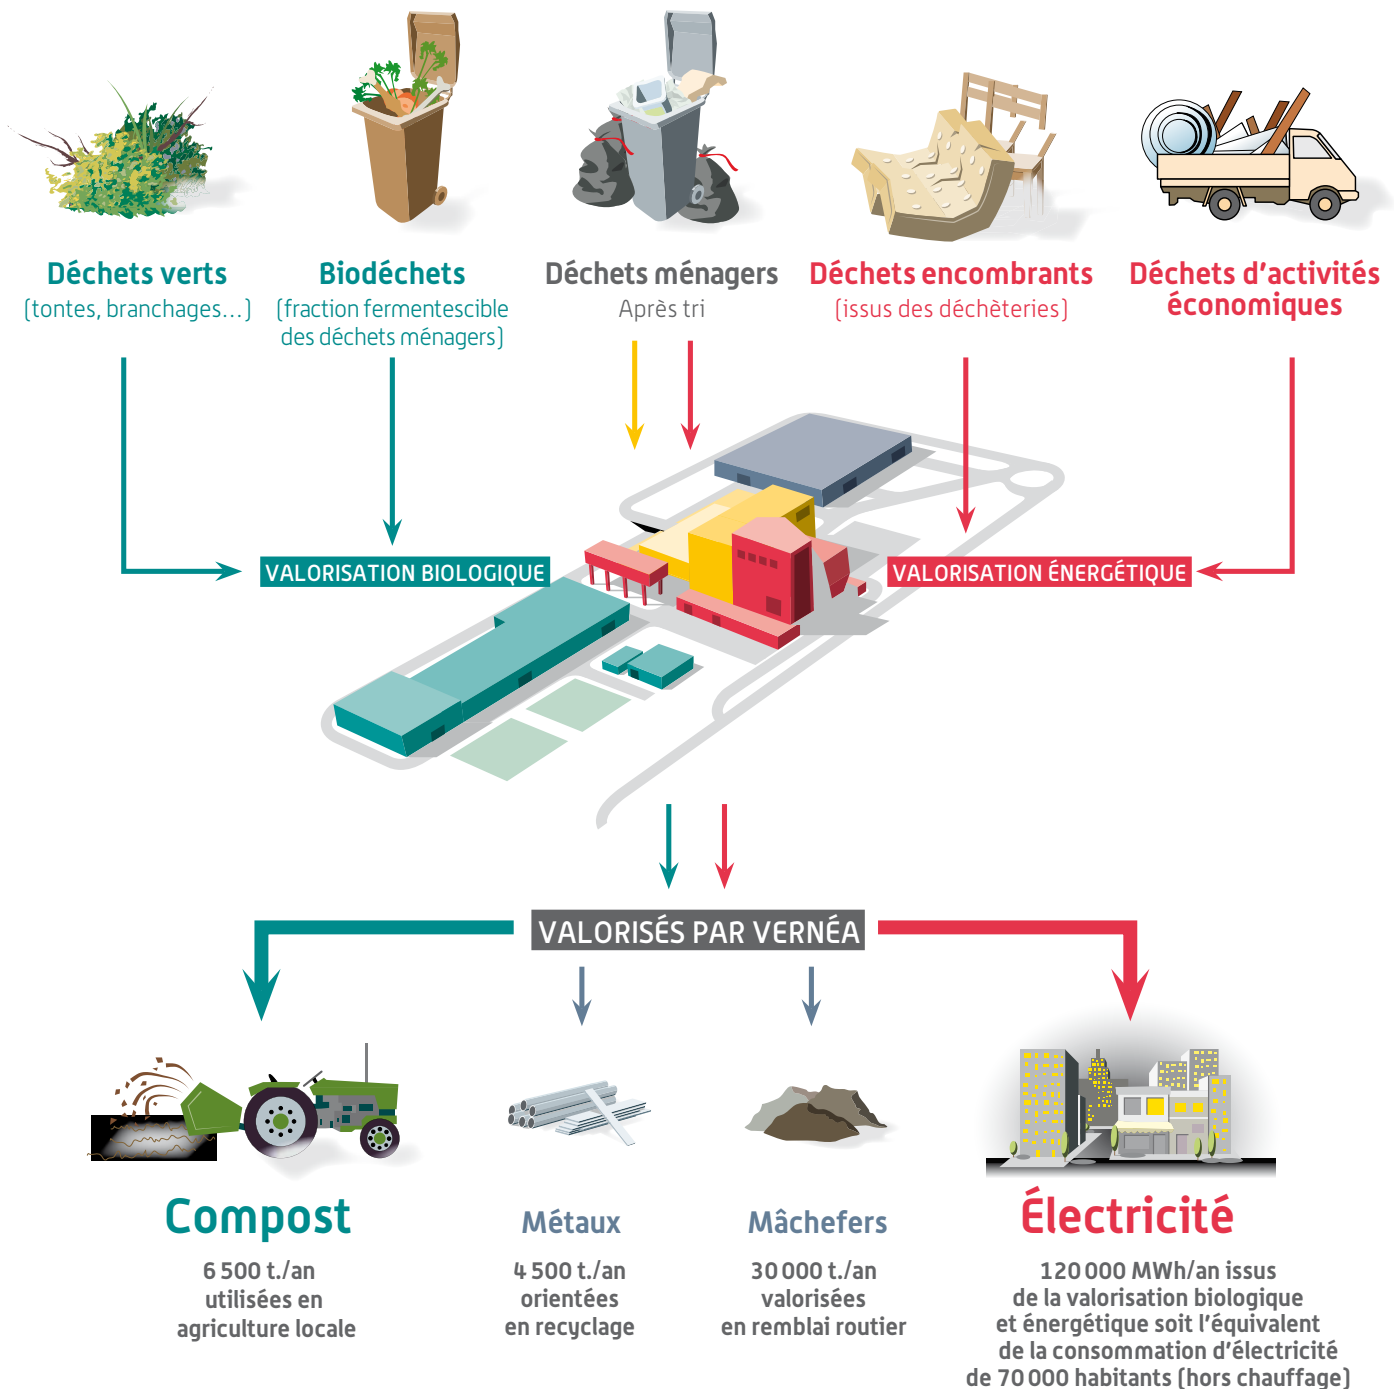 Déchets verts
(tontes, branchages...)
Biodéchets
(fraction fermentescible
des déchets ménagers)
Déchets ménagers
Après tri
Déchets encombrants
(issus des déchèteries)
Déchets d'activités
économiques
VALORISATION BIOLOGIQUE
VALORISATION ÉNERGÉTIQUE
VALORISÉS PAR VERNÉA
Compost
6 500 t./an
utilisées en
agriculture locale
Métaux
4 500 t./an
orientées
en recyclage
Mâchefers
30 000 t./an
valorisées
en remblai routier
Électricité
120 000 MWh/an issus
de la valorisation biologique
et énergétique soit l'équivalent
de la consommation d'électricité
de 70 000 habitants (hors chauffage)